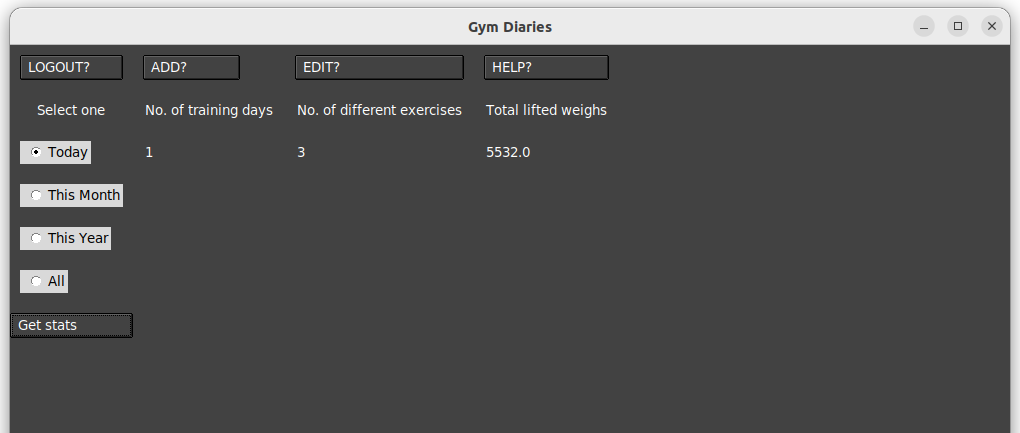 Gym Diaries
LOGOUT? ADD? EDIT? HELP?
Select one No. of training days No. of different exercises Total lifted weighs
Today 1 3 5532.0
This Month
This Year
All
Get stats